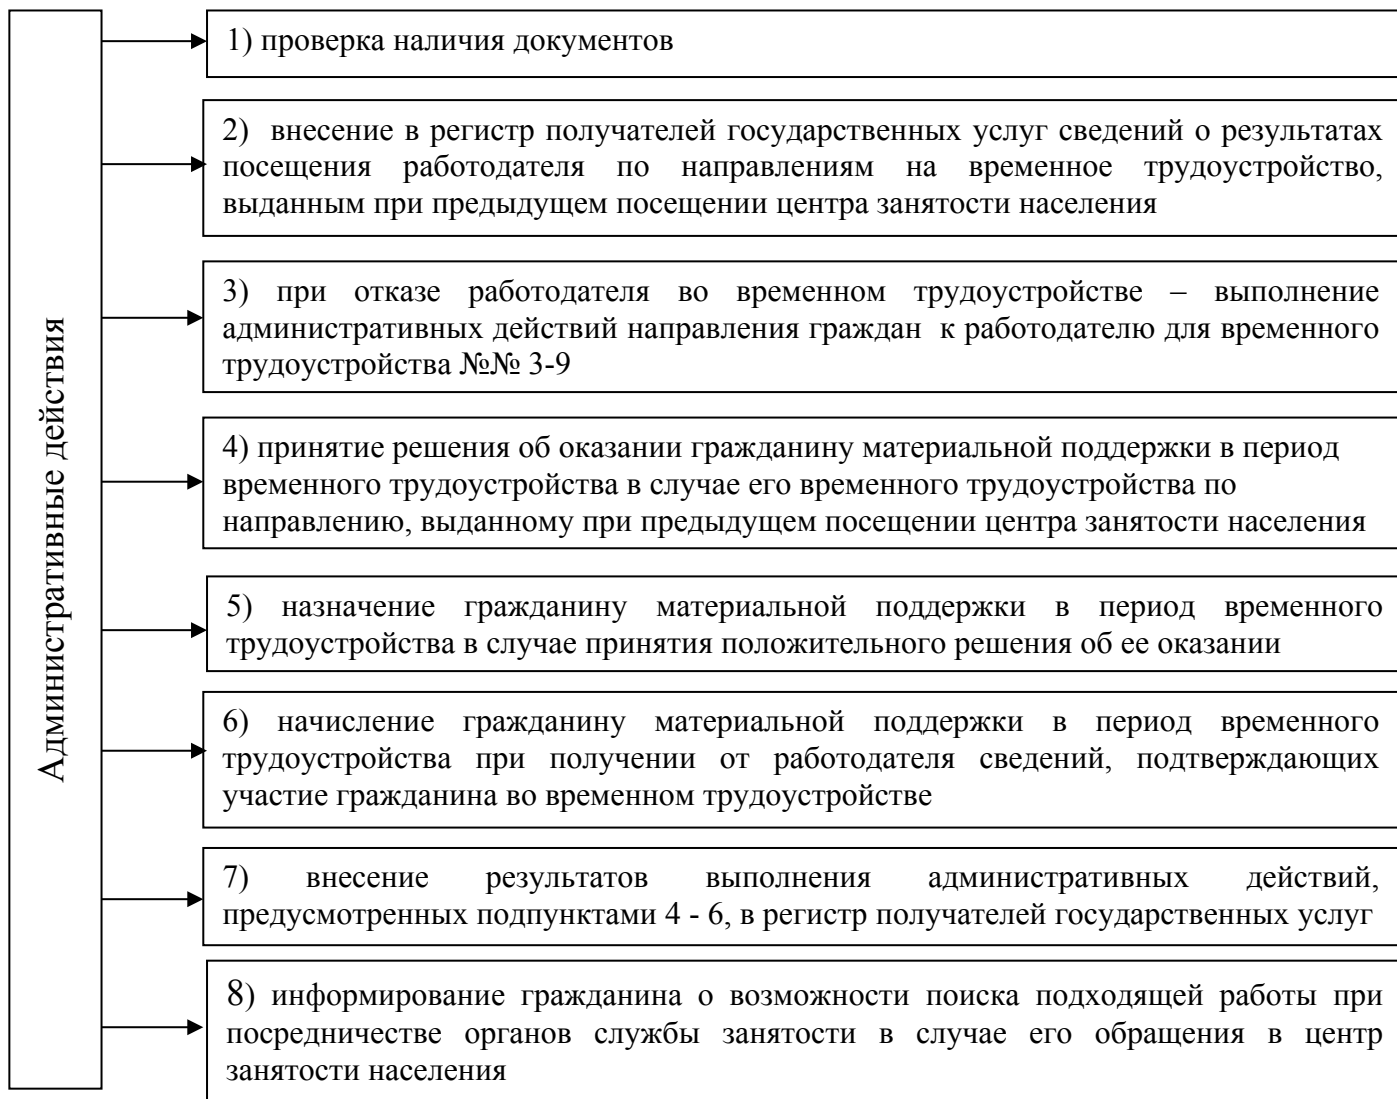 Административные действия
1) проверка наличия документов
2) внесение в регистр получателей государственных услуг сведений о результатах
посещения работодателя по направлениям на временное трудоустройство,
выданным при предыдущем посещении центра занятости населения
3) при отказе работодателя во временном трудоустройстве – выполнение
административных действий направления граждан к работодателю для временного
трудоустройства №№ 3-9
4) принятие решения об оказании гражданину материальной поддержки в период
временного трудоустройства в случае его временного трудоустройства по
направлению, выданному при предыдущем посещении центра занятости населения
5) назначение гражданину материальной поддержки в период временного
трудоустройства в случае принятия положительного решения об ее оказании
6) начисление гражданину материальной поддержки в период временного
трудоустройства при получении от работодателя сведений, подтверждающих
участие гражданина во временном трудоустройстве
7) внесение результатов выполнения административных действий,
предусмотренных подпунктами 4 - 6, в регистр получателей государственных услуг
8) информирование гражданина о возможности поиска подходящей работы при
посредничестве органов службы занятости в случае его обращения в центр
занятости населения